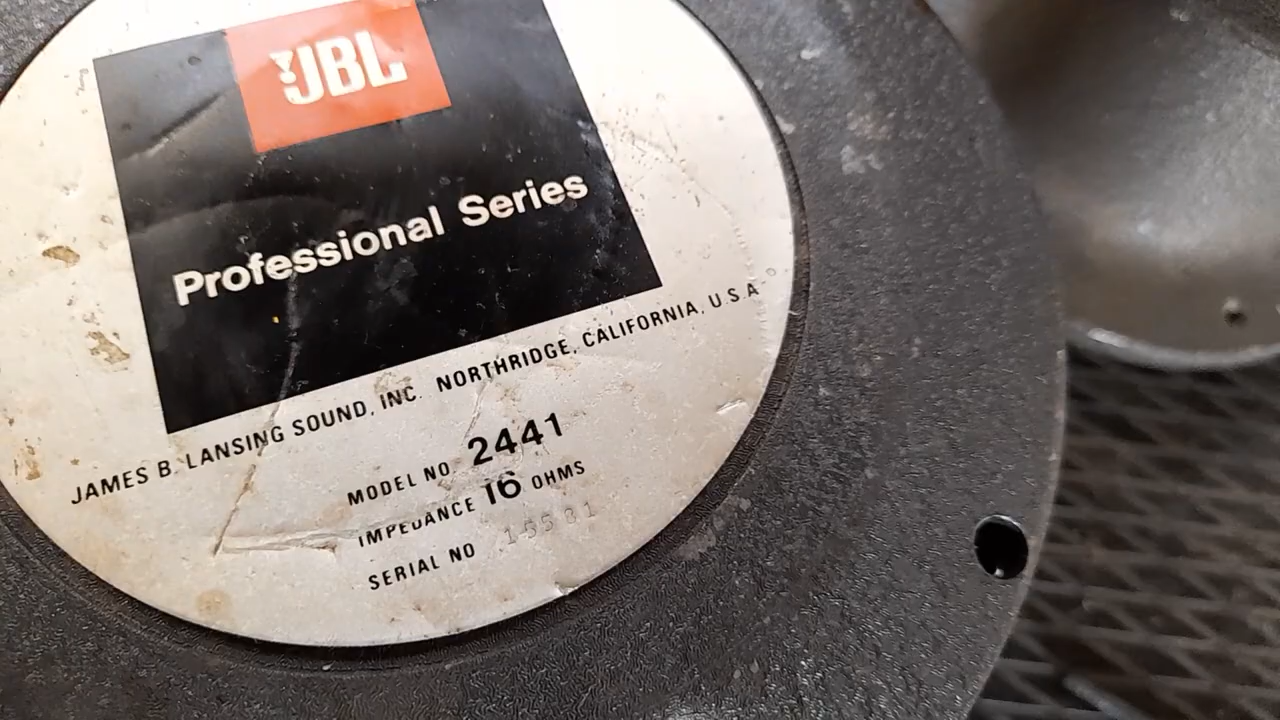 JBL
Professional Series
JAMES B. LANSING SOUND, INC. NORTHRIDGE, CALIFORNIA, U.S.A
MODEL NO. 2441
IMPEDANCE 16 OHMS
SERIAL NO